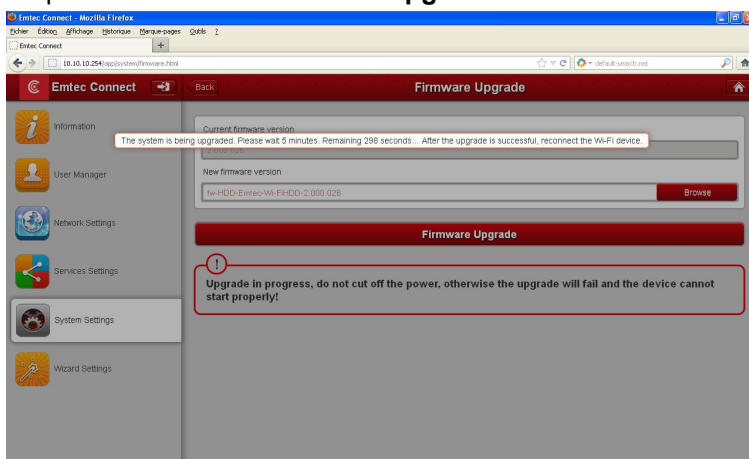 Emtec Connect - Mozilla Firefox
Fichier Édition Affichage Historique Marque-pages Outils ?
Emtec Connect +
10.10.10.254/app/system/firmware.html
default-search.net
Emtec Connect
Back
Firmware Upgrade
Information
User Manager
Network Settings
Services Settings
System Settings
Wizard Settings
Current firmware version
The system is being upgraded. Please wait 5 minutes. Remaining 298 seconds... After the upgrade is successful, reconnect the Wi-Fi device.
2.000.026
New firmware version
fw-HDD-Emtec-Wi-FiHDD-2.000.028
Browse
Firmware Upgrade
!
Upgrade in progress, do not cut off the power, otherwise the upgrade will fail and the device cannot
start properly!